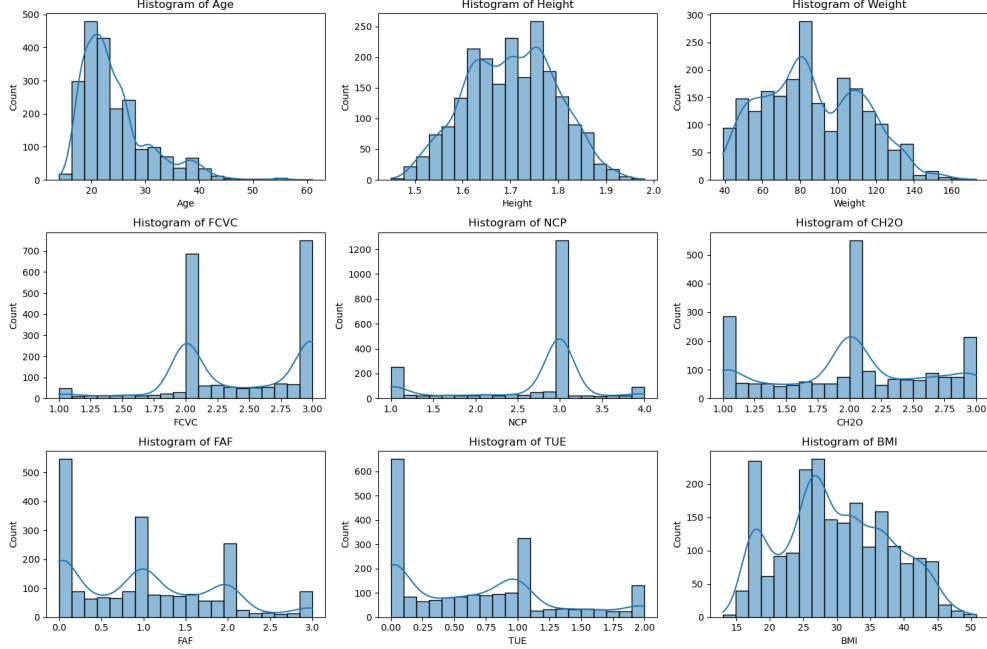 Histogram of Age
Histogram of Height
Histogram of Weight
500
400
300
200
100
0
Count
20 30 40 50 60
Age
250
200
150
100
50
0
Count
1.5 1.6 1.7 1.8 1.9 2.0
Height
300
250
200
150
100
50
0
Count
40 60 80 100 120 140 160
Weight
Histogram of FCVC
Histogram of NCP
Histogram of CH2O
700
600
500
400
300
200
100
0
Count
1.00 1.25 1.50 1.75 2.00 2.25 2.50 2.75 3.00
FCVC
1200
1000
800
600
400
200
0
Count
1.0 1.5 2.0 2.5 3.0 3.5 4.0
NCP
500
400
300
200
100
0
Count
1.00 1.25 1.50 1.75 2.00 2.25 2.50 2.75 3.00
CH2O
Histogram of FAF
Histogram of TUE
Histogram of BMI
500
400
300
200
100
0
Count
0.0 0.5 1.0 1.5 2.0 2.5 3.0
FAF
600
500
400
300
200
100
0
Count
0.00 0.25 0.50 0.75 1.00 1.25 1.50 1.75 2.00
TUE
200
150
100
50
0
Count
15 20 25 30 35 40 45 50
BMI